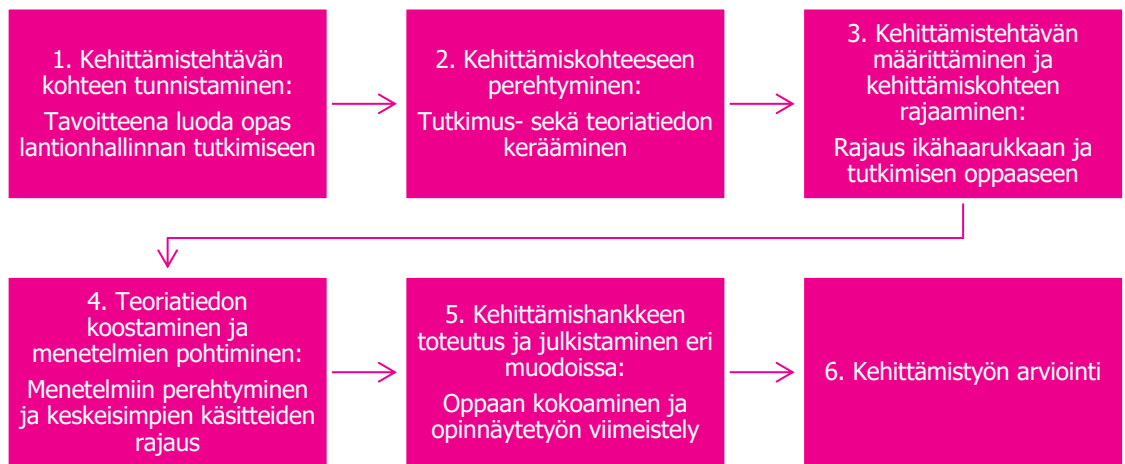 1. Kehittämistehtävän
kohteen tunnistaminen:
Tavoitteena luoda opas
lantionhallinnan tutkimiseen
2. Kehittämiskohteeseen
perehtyminen:
Tutkimus- sekä teoriatiedon
kerääminen
3. Kehittämistehtävän
määrittäminen ja
kehittämiskohteen
rajaaminen:
Rajaus ikähaarukkaan ja
tutkimisen oppaaseen
4. Teoriatiedon
koostaminen ja
menetelmien pohtiminen:
Menetelmiin perehtyminen
ja keskeisimpien käsitteiden
rajaus
5. Kehittämishankkeen
toteutus ja julkistaminen eri
muodoissa:
Oppaan kokoaminen ja
opinnäytetyön viimeistely
6. Kehittämistyön arviointi